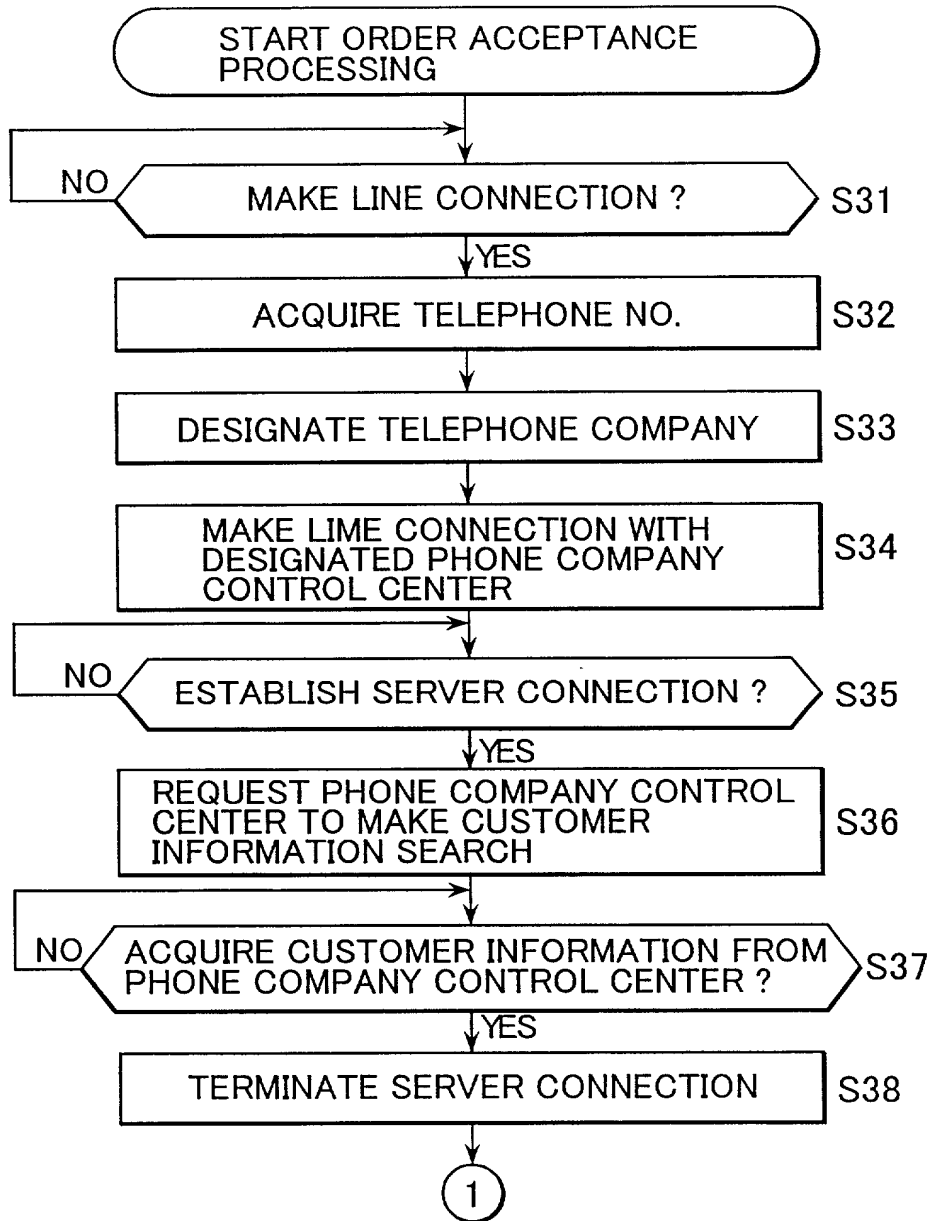 START ORDER ACCEPTANCE
PROCESSING
NO
MAKE LINE CONNECTION ?
S31
YES
ACQUIRE TELEPHONE NO.
S32
DESIGNATE TELEPHONE COMPANY
S33
MAKE LIME CONNECTION WITH
DESIGNATED PHONE COMPANY
CONTROL CENTER
S34
NO
ESTABLISH SERVER CONNECTION ?
S35
YES
REQUEST PHONE COMPANY CONTROL
CENTER TO MAKE CUSTOMER
INFORMATION SEARCH
S36
NO
ACQUIRE CUSTOMER INFORMATION FROM
PHONE COMPANY CONTROL CENTER ?
S37
YES
TERMINATE SERVER CONNECTION
S38
1